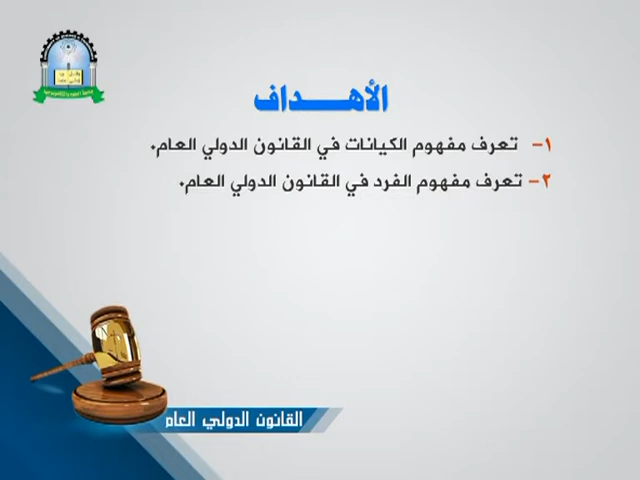 الأهــــداف
١- تعرف مفهوم الكيانات في القانون الدولي العام.
٢- تعرف مفهوم الفرد في القانون الدولي العام.
القانون الدولي العام